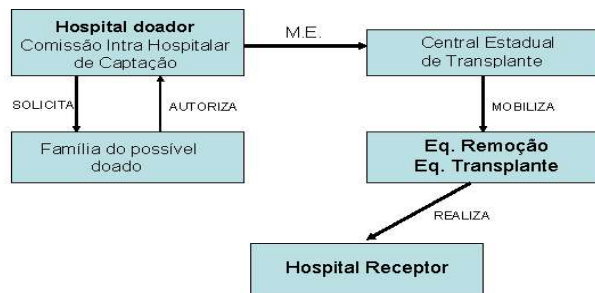 Hospital doador
Comissão Intra Hospitalar
de Captação
M.E.
Central Estadual
de Transplante
SOLICITA
AUTORIZA
MOBILIZA
Família do possível
doado
Eq. Remoção
Eq. Transplante
REALIZA
Hospital Receptor